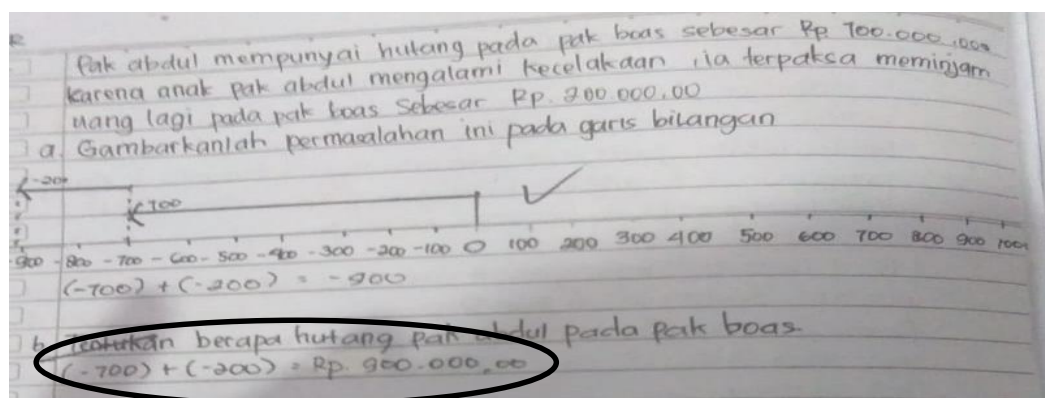 Pak abdul mempunyai hutang pada pak boas sebesar Rp 700.000,00
karena anak pak abdul mengalami kecelakaan ,ia terpaksa meminjam
uang lagi pada pak boas sebesar Rp. 200.000,00
a. Gambarkanlah permasalahan ini pada garis bilangan
-200
700
-900 -800 -700 -600 -500 -400 -300 -200 -100 0 100 200 300 400 500 600 700 800 900 1000
(-700) + (-200) = -900
b. Tentukan berapa hutang pak abdul pada pak boas.
(-700) + (-200) = Rp. 900.000,00